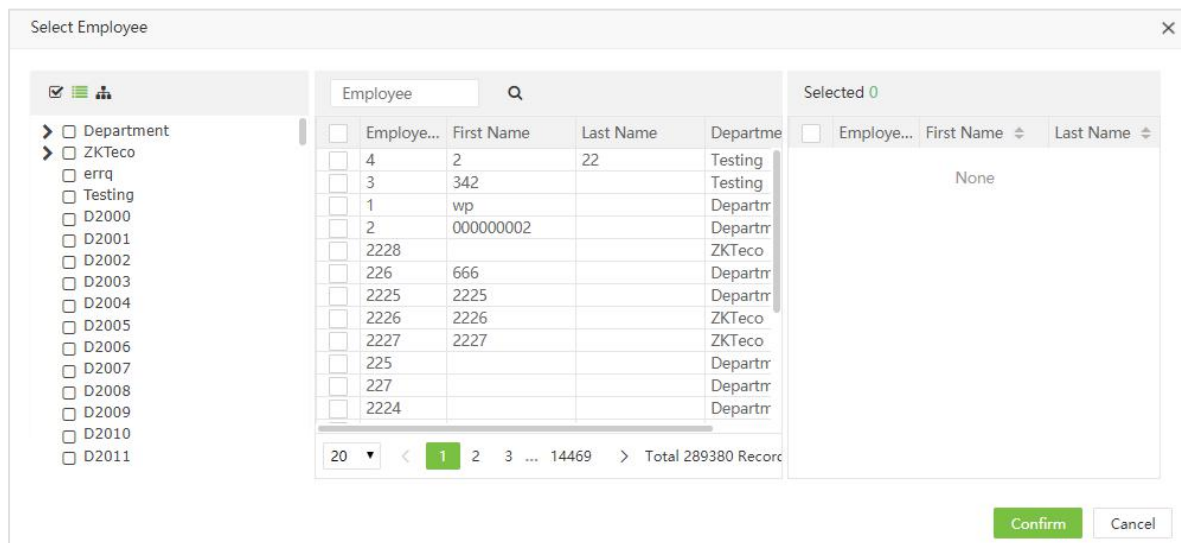 Select Employee
Department
ZKTeco
errq
Testing
D2000
D2001
D2002
D2003
D2004
D2005
D2006
D2007
D2008
D2009
D2010
D2011
Employee
Employe... First Name Last Name Departme
4 2 22 Testing
3 342 Testing
1 wp Departm
2 000000002 Departm
2228 ZKTeco
226 666 Departm
2225 2225 Departm
2226 2226 ZKTeco
2227 2227 ZKTeco
225 Departm
227 Departm
2224 Departm
20 < 1 2 3 ... 14469 > Total 289380 Record
Selected 0
Employe... First Name Last Name
None
Confirm Cancel